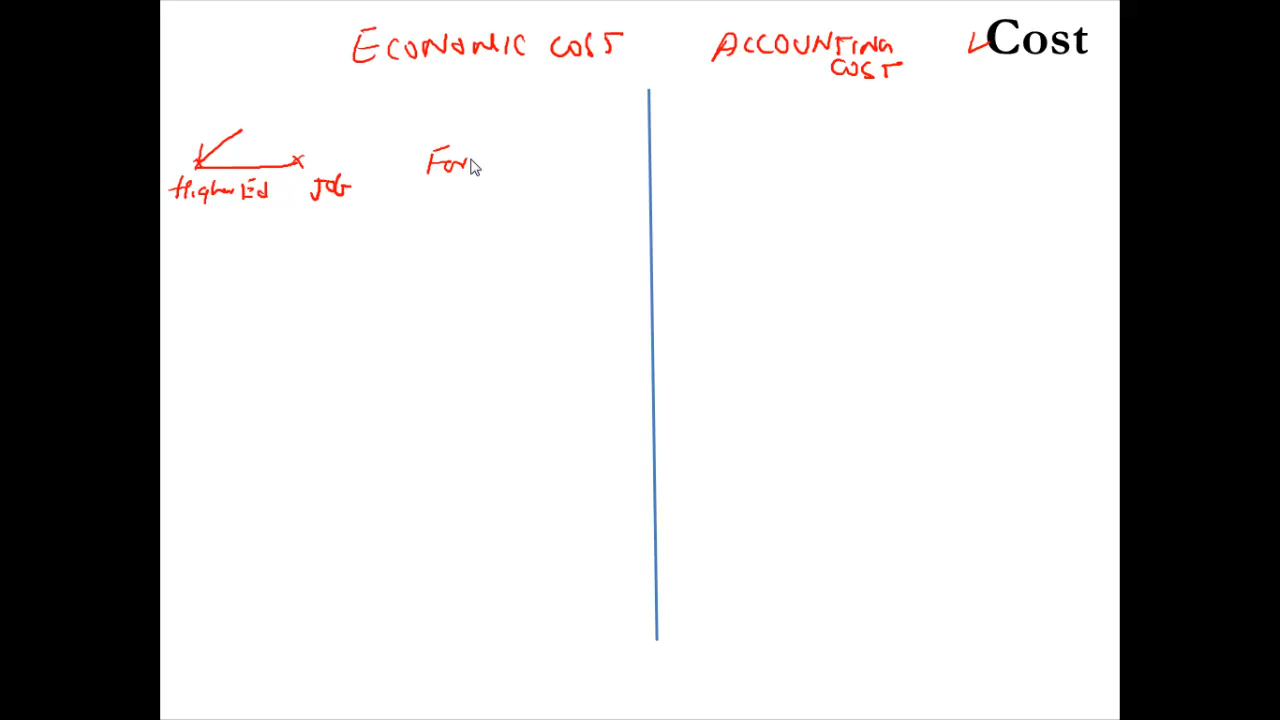 ECONOMIC COST
ACCOUNTING
COST
Cost
Higher Ed
Job
For